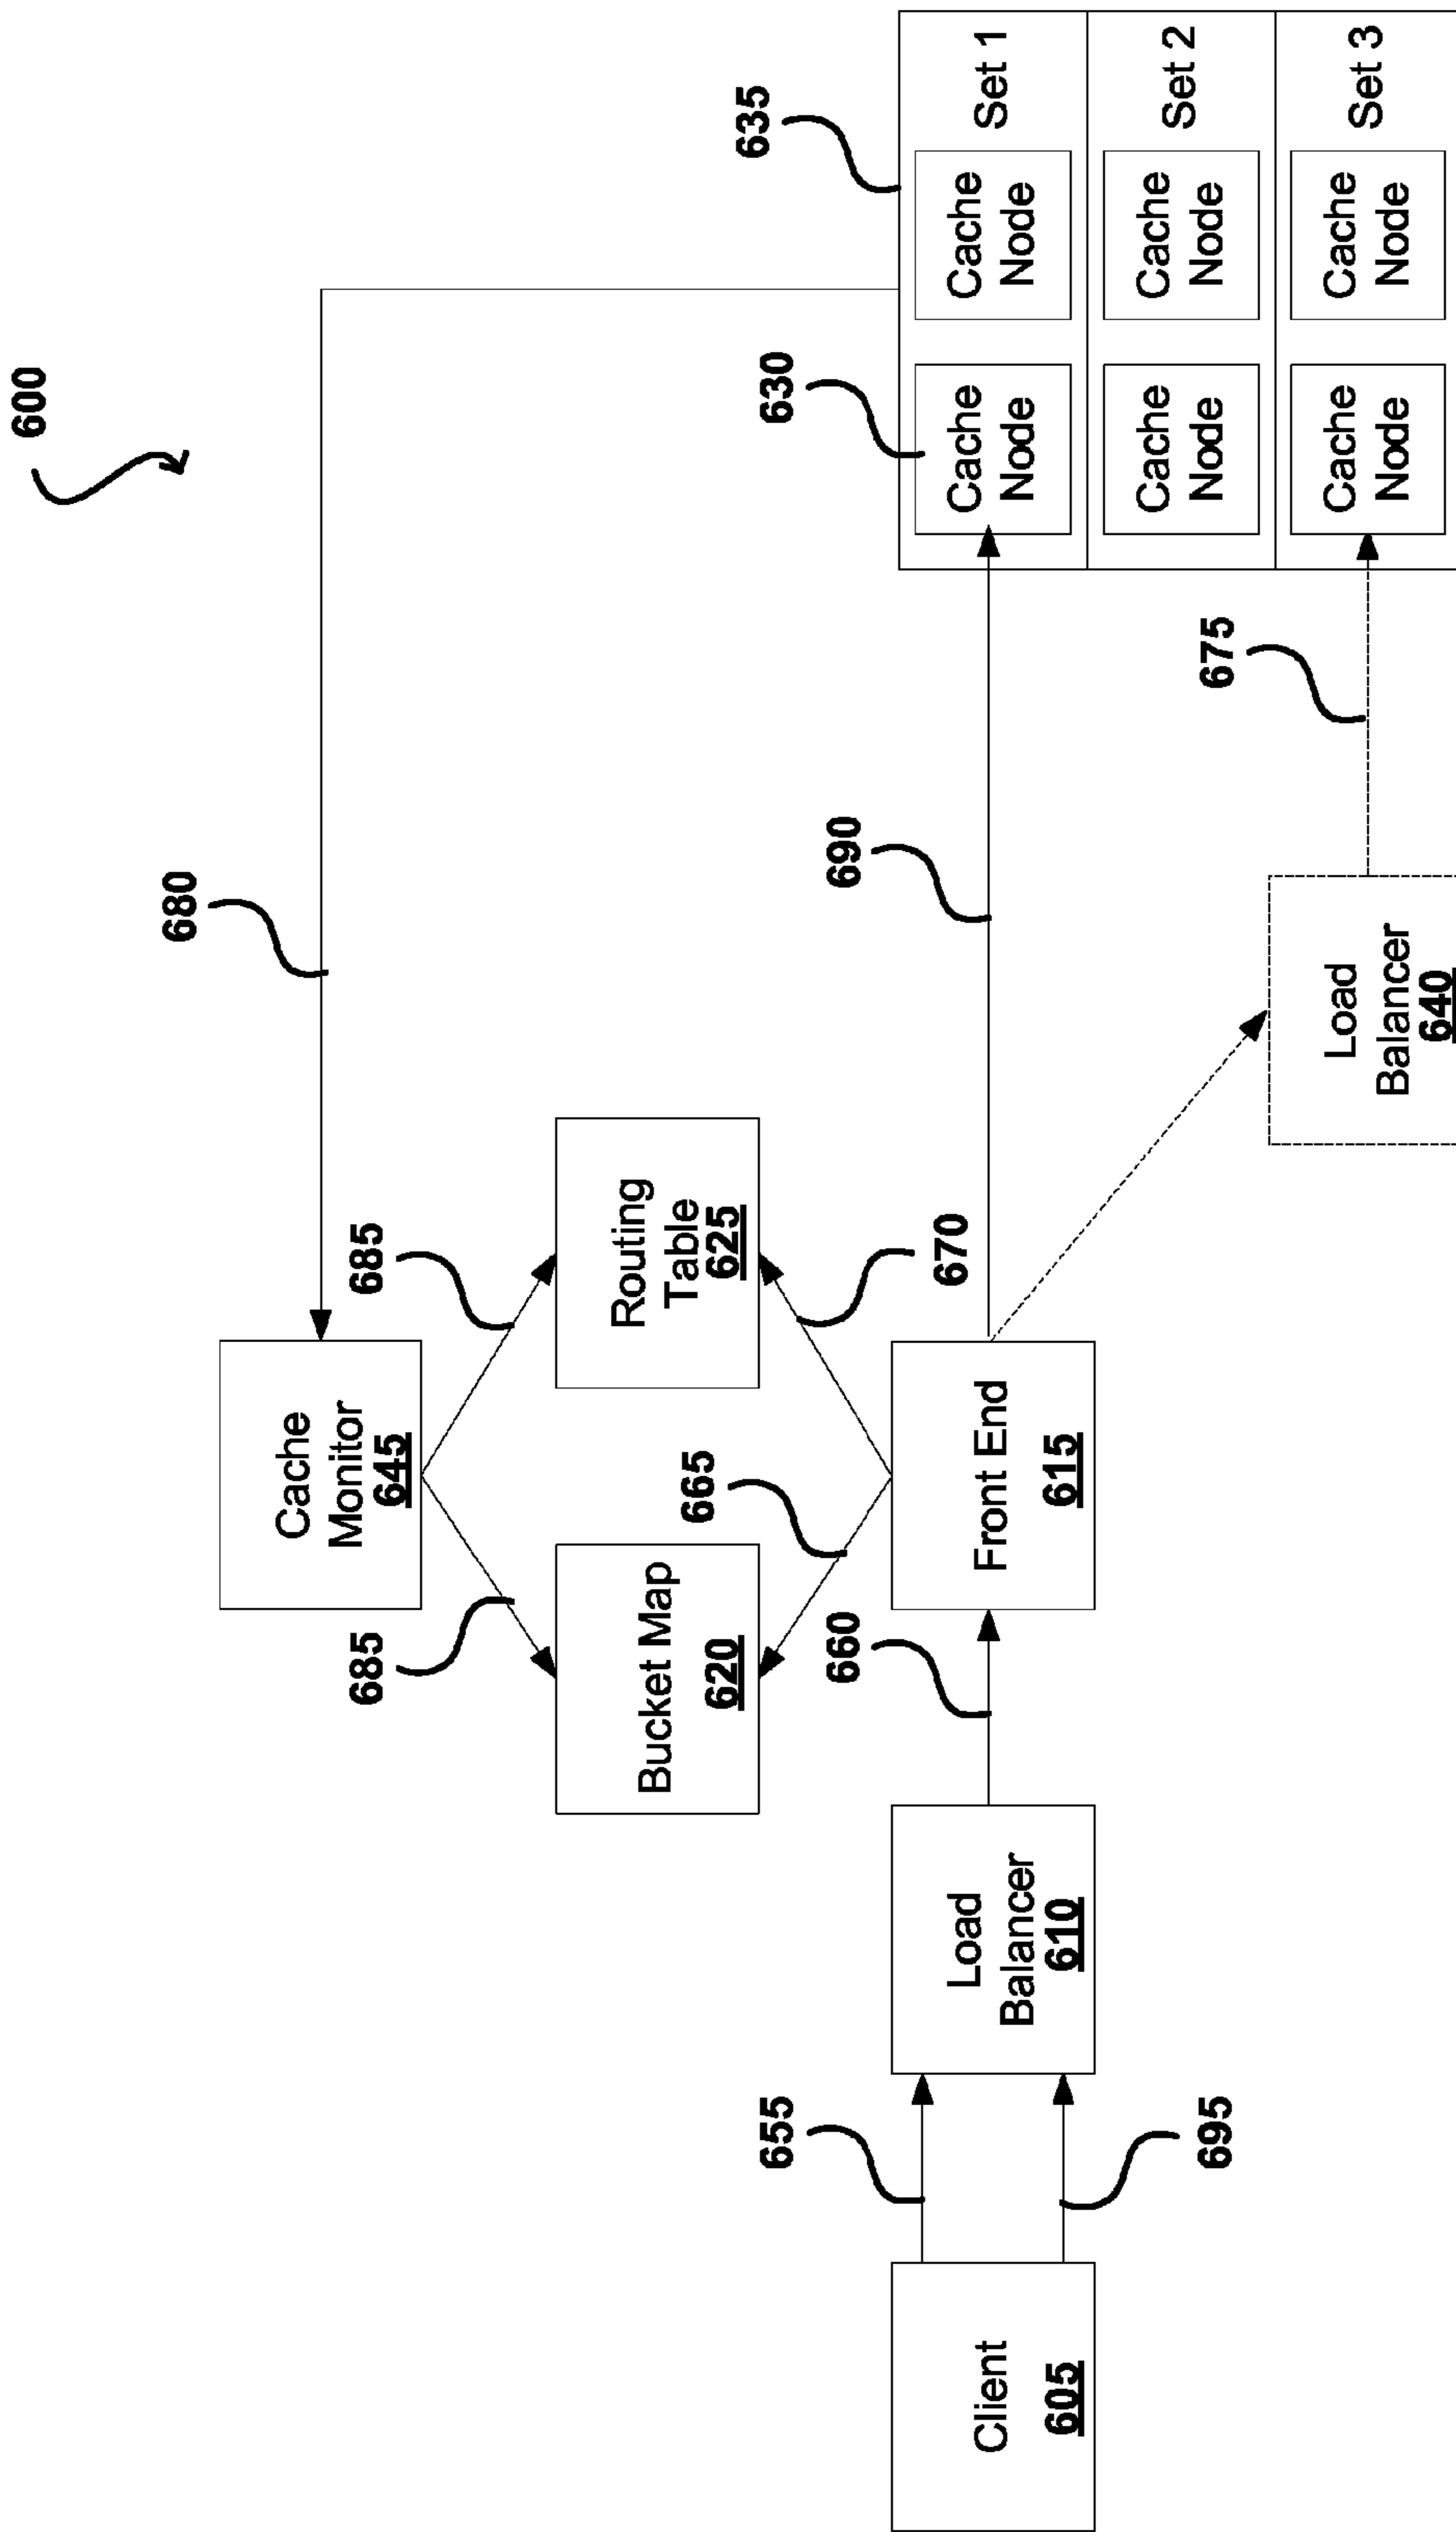 600
680
635
Cache
Monitor
645
685
685
Bucket Map
620
Routing
Table
625
665
670
630
655
660
690
Client
605
Load
Balancer
610
Front End
615
Cache
Node
Cache
Node
Set 1
Cache
Node
Cache
Node
Set 2
Cache
Node
Cache
Node
Set 3
695
675
Load
Balancer
640